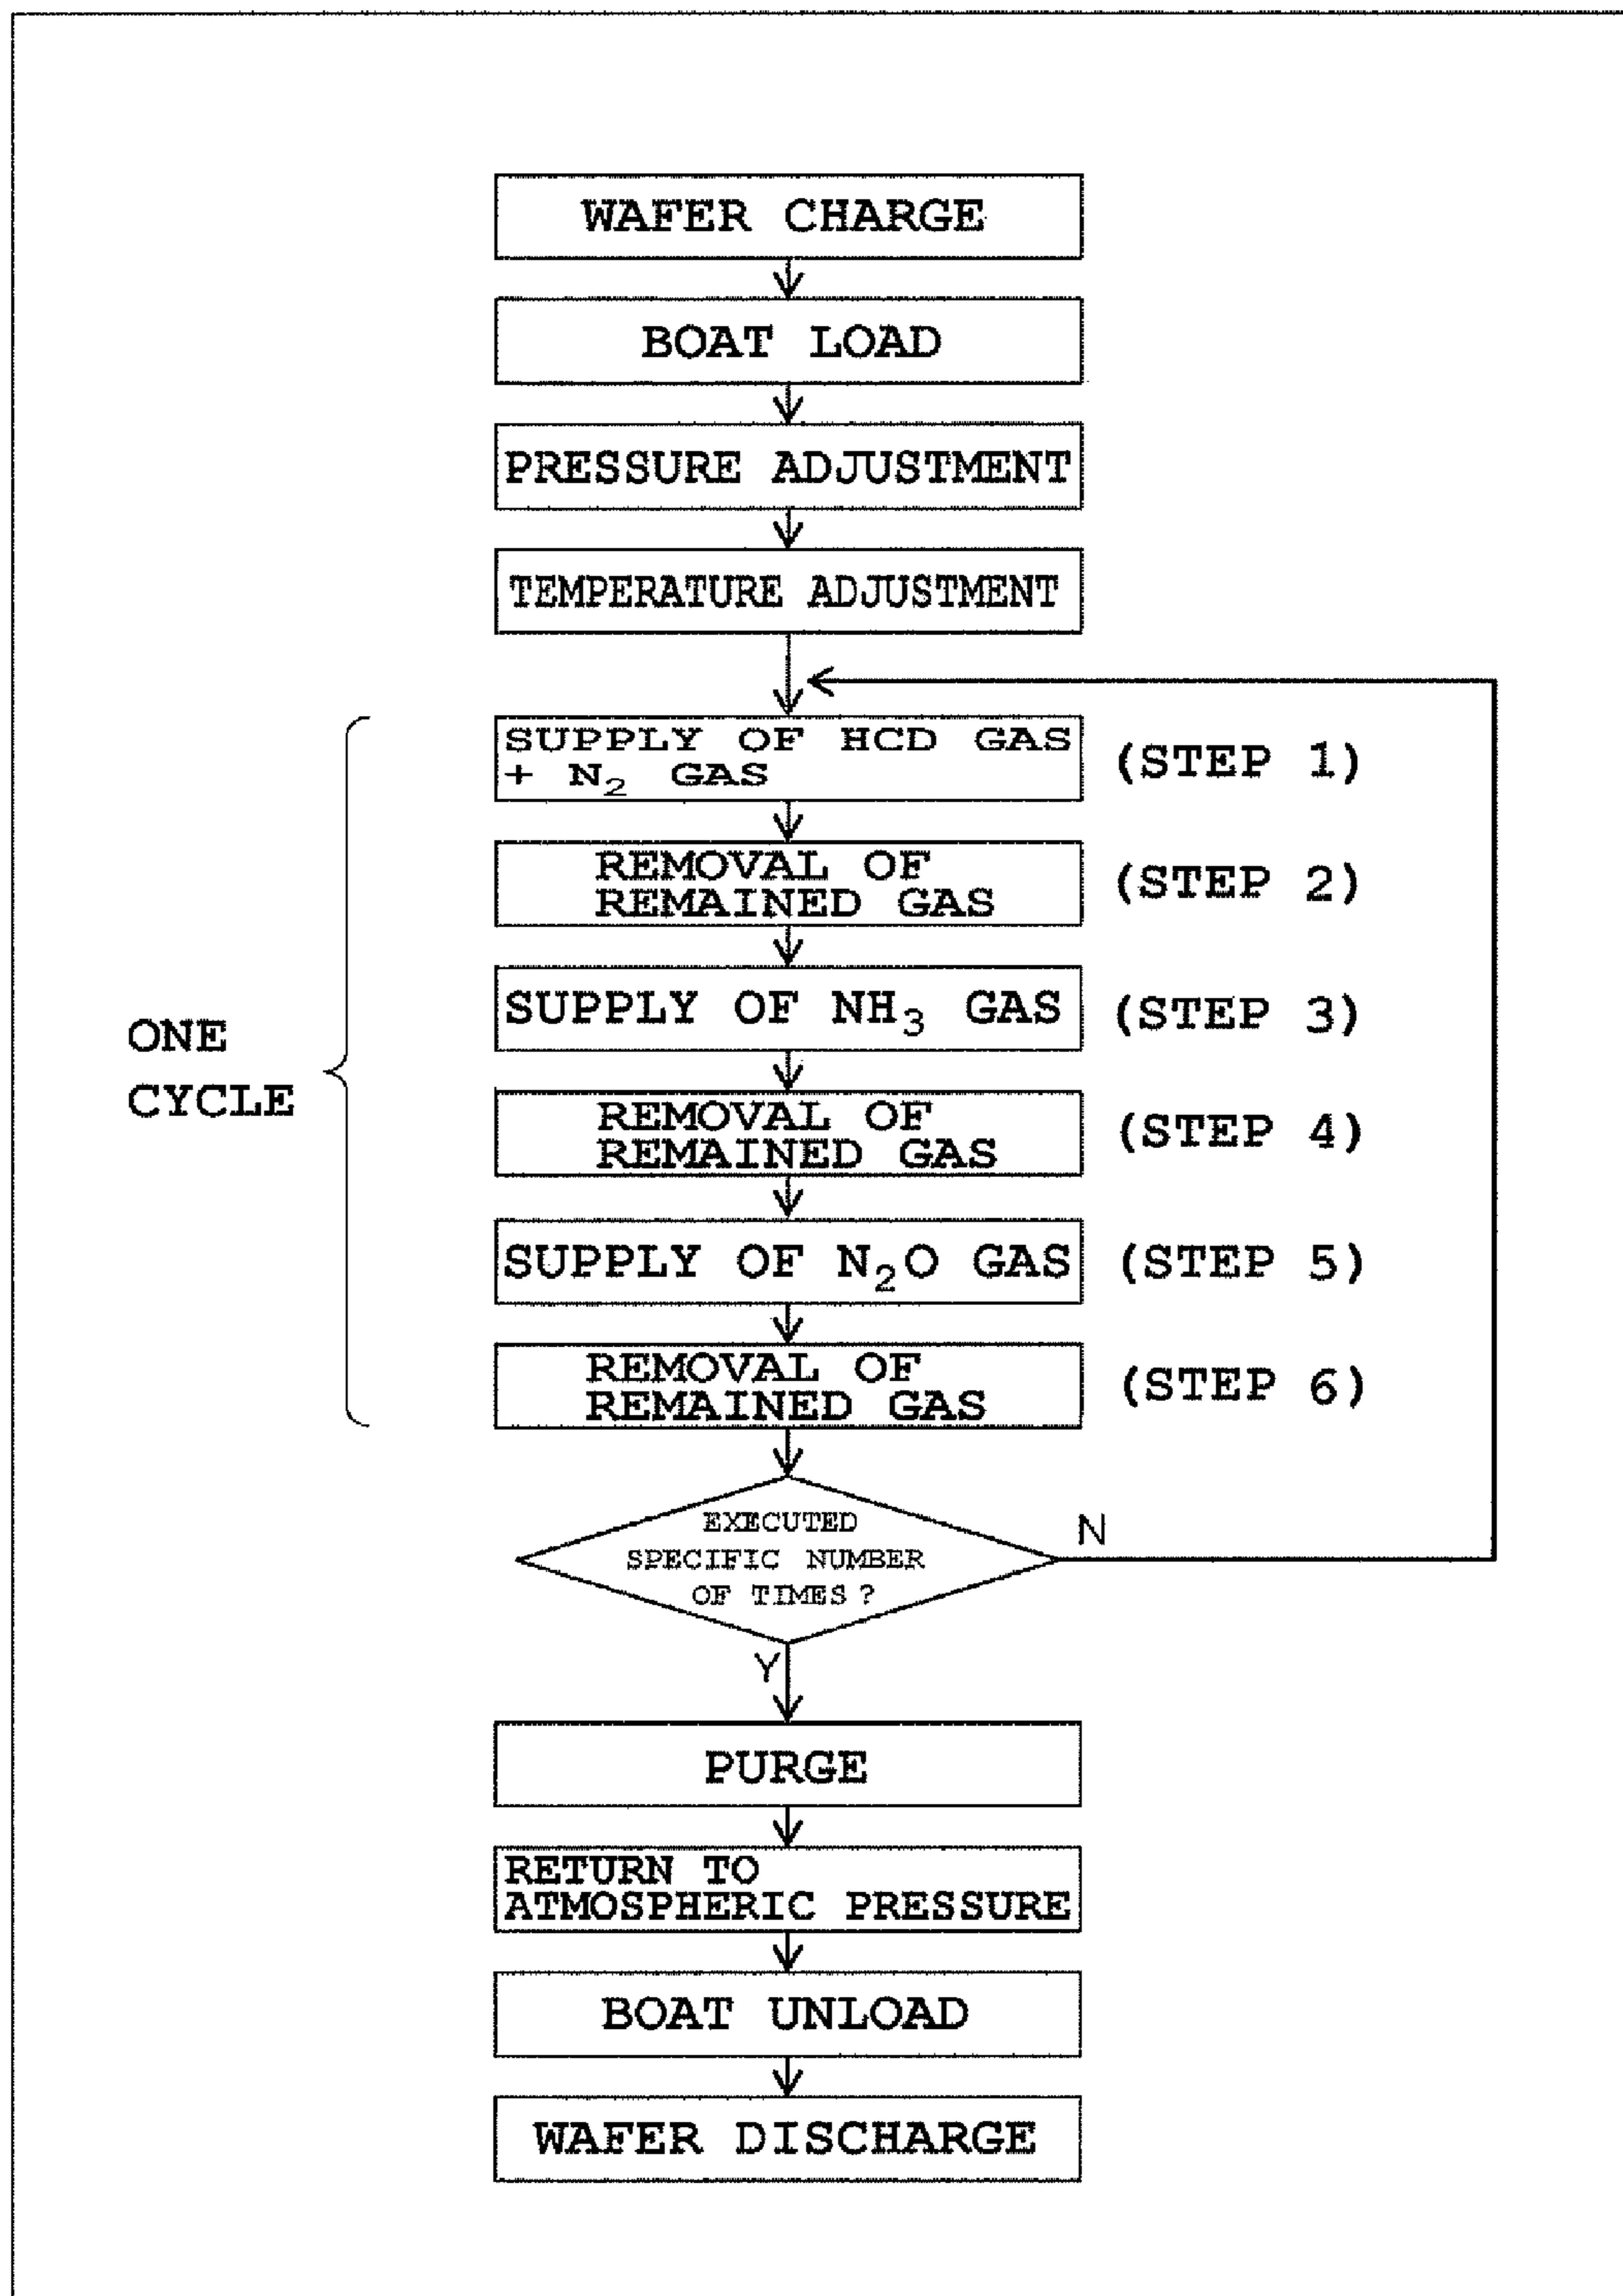 WAFER CHARGE
BOAT LOAD
PRESSURE ADJUSTMENT
TEMPERATURE ADJUSTMENT
SUPPLY OF HCD GAS
+ N₂ GAS
(STEP 1)
REMOVAL OF
REMAINED GAS
(STEP 2)
SUPPLY OF NH₃ GAS
(STEP 3)
ONE
CYCLE
REMOVAL OF
REMAINED GAS
(STEP 4)
SUPPLY OF N₂O GAS
(STEP 5)
REMOVAL OF
REMAINED GAS
(STEP 6)
EXECUTED
SPECIFIC NUMBER
OF TIMES?
N
Y
PURGE
RETURN TO
ATMOSPHERIC PRESSURE
BOAT UNLOAD
WAFER DISCHARGE